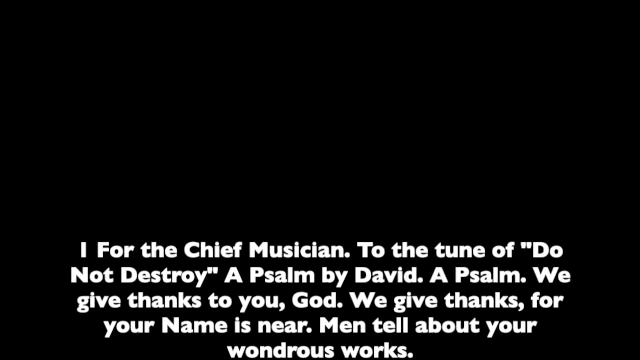 1 For the Chief Musician. To the tune of "Do
Not Destroy" A Psalm by David. A Psalm. We
give thanks to you, God. We give thanks, for
your Name is near. Men tell about your
wondrous works.